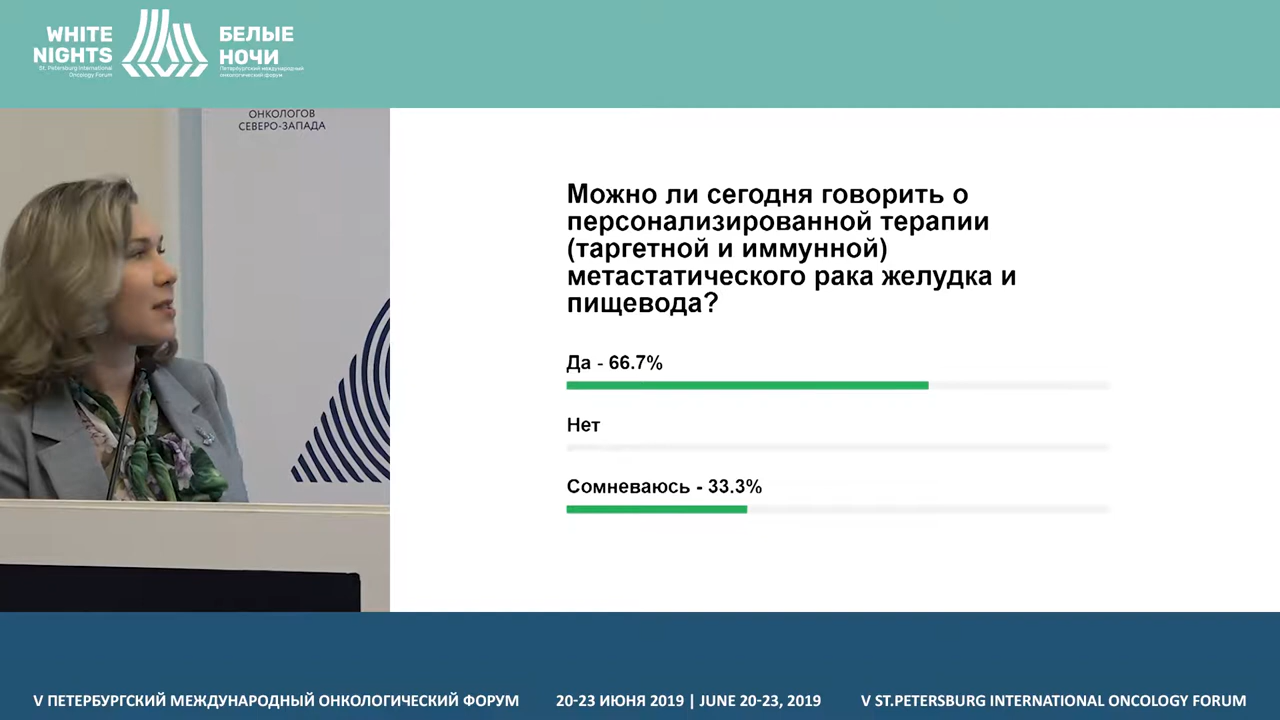 WHITE
NIGHTS
St. Petersburg International
Oncology Forum
БЕЛЫЕ
НОЧИ
Петербургский международный
онкологический форум
ОНКОЛОГОВ
СЕВЕРО-ЗАПАДА
Можно ли сегодня говорить о
персонализированной терапии
(таргетной и иммунной)
метастатического рака желудка и
пищевода?
Да - 66.7%
Нет
Сомневаюсь - 33.3%
V ПЕТЕРБУРГСКИЙ МЕЖДУНАРОДНЫЙ ОНКОЛОГИЧЕСКИЙ ФОРУМ
20-23 ИЮНЯ 2019 | JUNE 20-23, 2019
V ST.PETERSBURG INTERNATIONAL ONCOLOGY FORUM